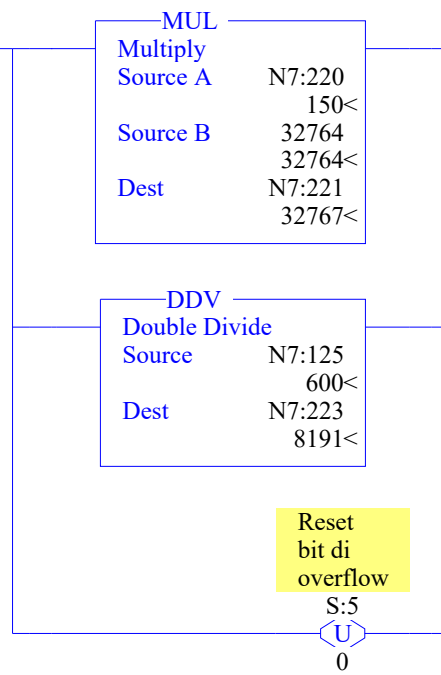 MUL
Multiply
Source A N7:220
150<
Source B 32764
32764<
Dest N7:221
32767<
DDV
Double Divide
Source N7:125
600<
Dest N7:223
8191<
Reset
bit di
overflow
S:5
U
0